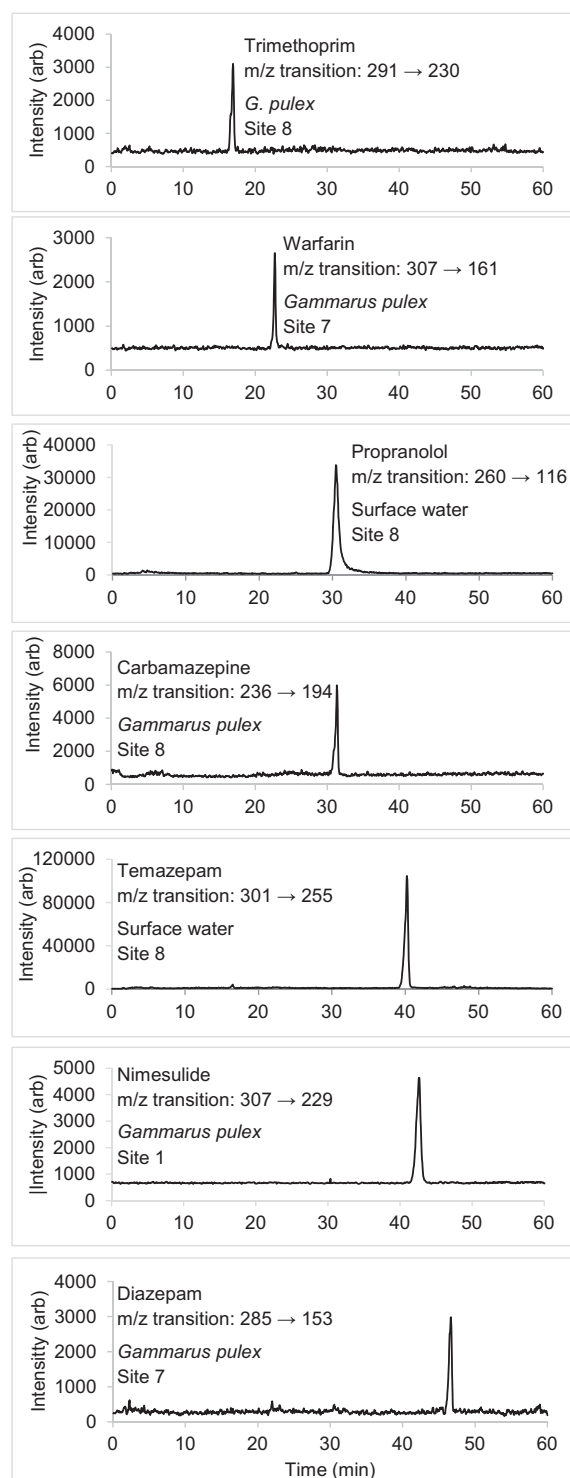 Intensity (arb)
4000
3000
2000
1000
0
Trimethoprim
m/z transition: 291 → 230
G. pulex
Site 8
0 10 20 30 40 50 60
Intensity (arb)
3000
2000
1000
0
Warfarin
m/z transition: 307 → 161
Gammarus pulex
Site 7
0 10 20 30 40 50 60
Intensity (arb)
40000
30000
20000
10000
0
Propranolol
m/z transition: 260 → 116
Surface water
Site 8
0 10 20 30 40 50 60
Intensity (arb)
8000
6000
4000
2000
0
Carbamazepine
m/z transition: 236 → 194
Gammarus pulex
Site 8
0 10 20 30 40 50 60
Intensity (arb)
120000
80000
40000
0
Temazepam
m/z transition: 301 → 255
Surface water
Site 8
0 10 20 30 40 50 60
|Intensity (arb)
5000
4000
3000
2000
1000
0
Nimesulide
m/z transition: 307 → 229
Gammarus pulex
Site 1
0 10 20 30 40 50 60
Intensitty (arb)
4000
3000
2000
1000
0
Diazepam
m/z transition: 285 → 153
Gammarus pulex
Site 7
0 10 20 30 40 50 60
Time (min)